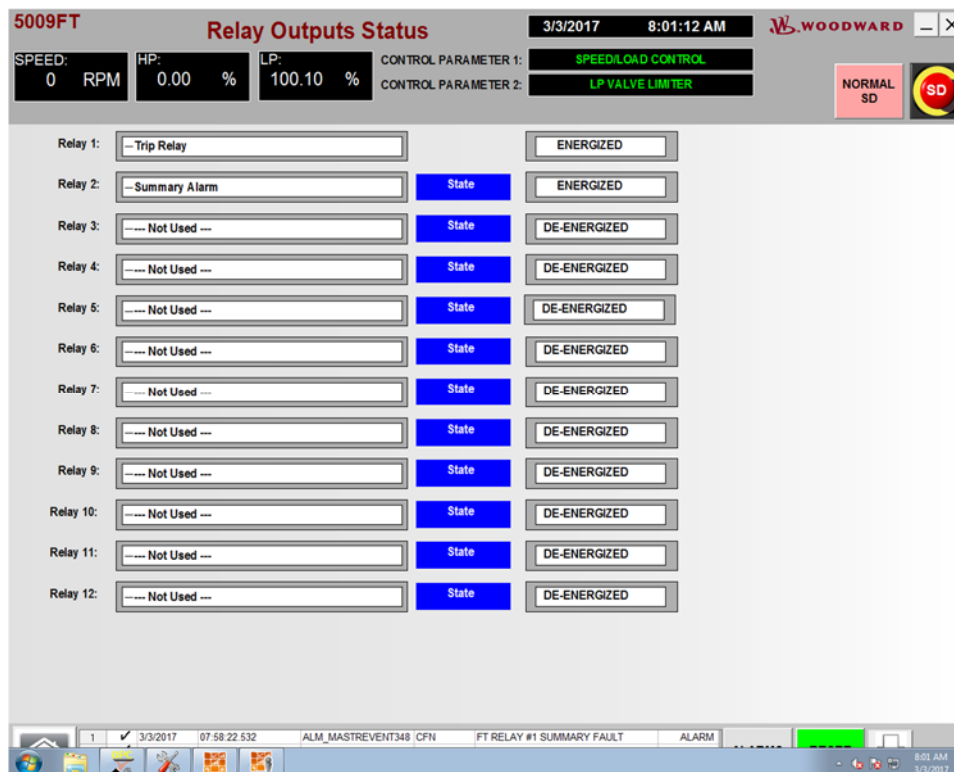 5009FT
Relay Outputs Status
3/3/2017 8:01:12 AM
WOODWARD
SPEED: HP: LP: CONTROL PARAMETER 1: SPEED/LOAD CONTROL
0 RPM 0.00 % 100.10 % CONTROL PARAMETER 2: LP VALVE LIMITER
NORMAL
SD
SD
Relay 1: —Trip Relay ENERGIZED
Relay 2: —Summary Alarm State ENERGIZED
Relay 3: —--- Not Used --- State DE-ENERGIZED
Relay 4: —--- Not Used --- State DE-ENERGIZED
Relay 5: —--- Not Used --- State DE-ENERGIZED
Relay 6: —--- Not Used --- State DE-ENERGIZED
Relay 7: —--- Not Used --- State DE-ENERGIZED
Relay 8: —--- Not Used --- State DE-ENERGIZED
Relay 9: —--- Not Used --- State DE-ENERGIZED
Relay 10: —--- Not Used --- State DE-ENERGIZED
Relay 11: —--- Not Used --- State DE-ENERGIZED
Relay 12: —--- Not Used --- State DE-ENERGIZED
1 ✓ 3/3/2017 07:58:22.532 ALM_MASTREVENT348 CFN FT RELAY #1 SUMMARY FAULT ALARM
8:01 AM
3/3/2017